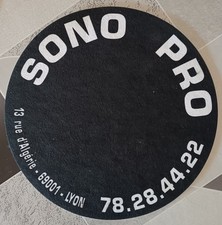 SONO PRO
13 rue d'Algérie - 69001 - LYON
78.28.44.22